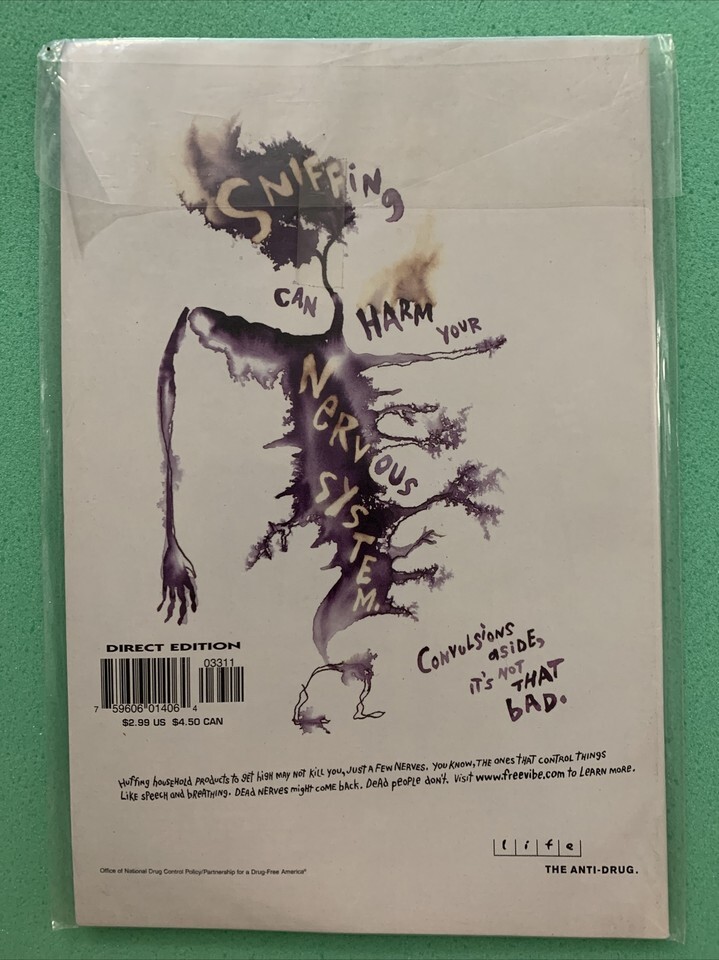 SNIFFING
CAN HARM YOUR
NERVOUS
SYSTEM.
DIRECT EDITION
03311
7 59606 01406 4
$2.99 US $4.50 CAN
CONVULSIONS
ASIDE,
IT'S NOT
THAT
BAD.
Huffing household products to get high may not kill you, just a few nerves. You know, the ones that control things
like speech and breathing. Dead nerves might come back. Dead people don't. Visit www.freevibe.com to learn more.
life
THE ANTI-DRUG.
Office of National Drug Control Policy/Partnership for a Drug-Free America®